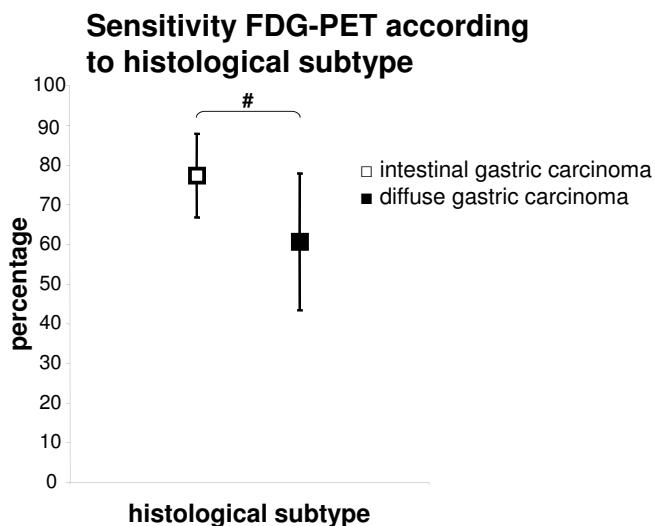 Sensitivity FDG-PET according
to histological subtype
#
100
90
80
70
60
50
40
30
20
10
0
percentage
□ intestinal gastric carcinoma
■ diffuse gastric carcinoma
histological subtype